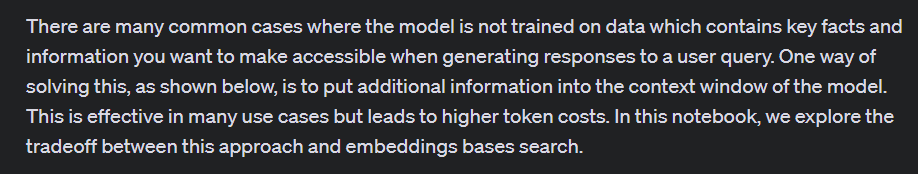 There are many common cases where the model is not trained on data which contains key facts and
information you want to make accessible when generating responses to a user query. One way of
solving this, as shown below, is to put additional information into the context window of the model.
This is effective in many use cases but leads to higher token costs. In this notebook, we explore the
tradeoff between this approach and embeddings bases search.